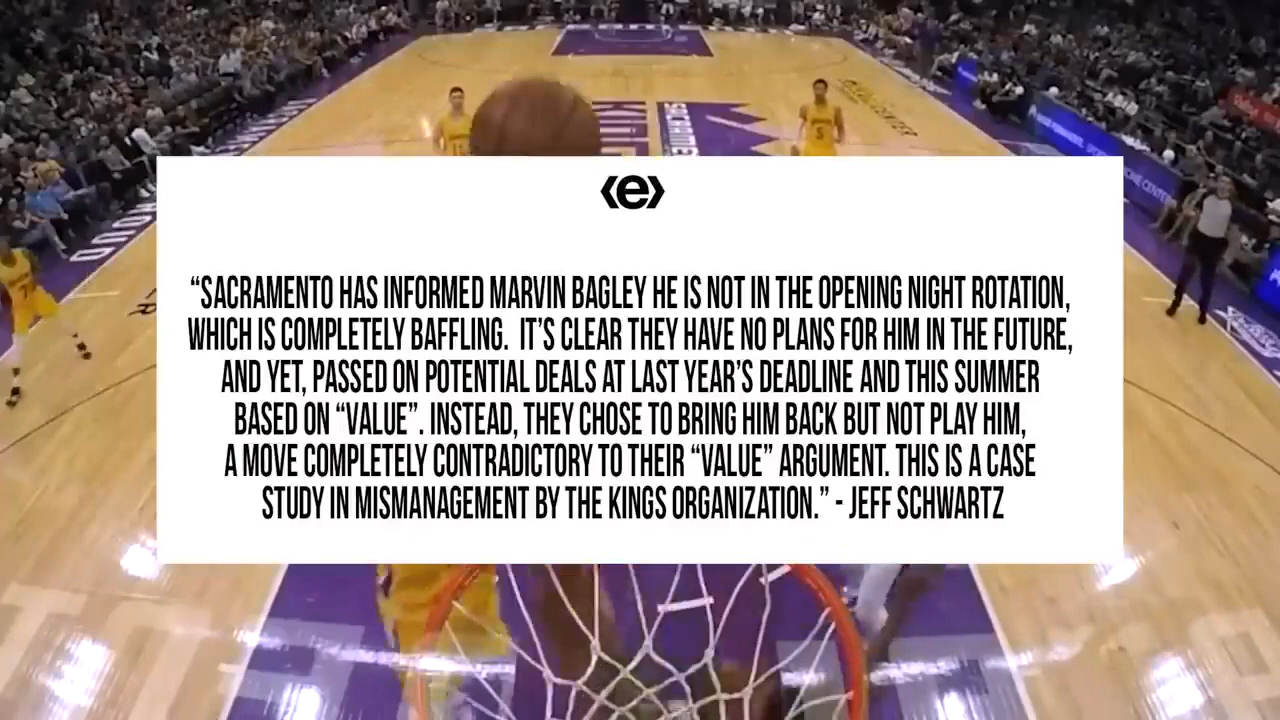 SACRAMENTO
5
7
‹e›
“SACRAMENTO HAS INFORMED MARVIN BAGLEY HE IS NOT IN THE OPENING NIGHT ROTATION,
WHICH IS COMPLETELY BAFFLING. IT’S CLEAR THEY HAVE NO PLANS FOR HIM IN THE FUTURE,
AND YET, PASSED ON POTENTIAL DEALS AT LAST YEAR’S DEADLINE AND THIS SUMMER
BASED ON “VALUE”. INSTEAD, THEY CHOSE TO BRING HIM BACK BUT NOT PLAY HIM,
A MOVE COMPLETELY CONTRADICTORY TO THEIR “VALUE” ARGUMENT. THIS IS A CASE
STUDY IN MISMANAGEMENT BY THE KINGS ORGANIZATION.” - JEFF SCHWARTZ